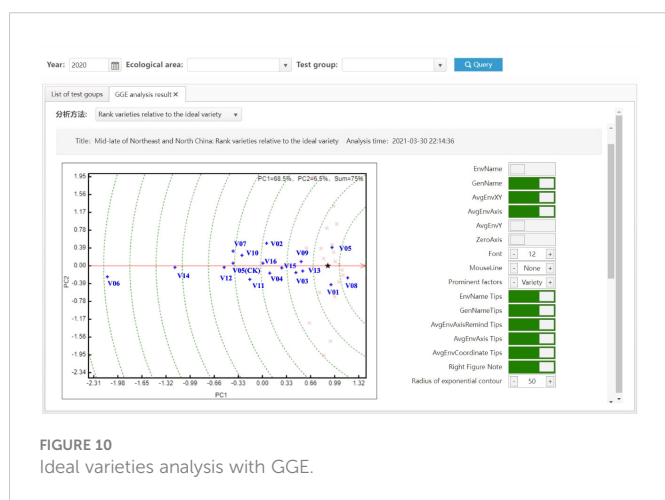 Year: 2020 Ecological area: Test group: Query
List of test goups GGE analysis result ×
分析方法: Rank varieties relative to the ideal variety
Title: Mid-late of Northeast and North China: Rank varieties relative to the ideal variety Analysis time: 2021-03-30 22:14:36
PC1=68.5%, PC2=6.5%, Sum=75%
1.95
1.56
1.17
0.78
0.39
0.00
-0.39
-0.78
-1.17
-1.56
-1.95
-2.34
PC2
V06
V14
V07
V10
V02
V05(CK)
V16
V12
V11
V04
V15
V09
V13
V03
V05
V01
V08
-2.31 -1.98 -1.65 -1.32 -0.99 -0.66 -0.33 0.00 0.33 0.66 0.99 1.32
PC1
EnvName
GenName
AvgEnvXY
AvgEnvAxis
AvgEnvY
ZeroAxis
Font - 12 +
MouseLine - None +
Prominent factors - Variety +
EnvName Tips
GenNameTips
AvgEnvAxisRemind Tips
AvgEnvAxis Tips
AvgEnvCoordinate Tips
Right Figure Note
Radius of exponential contour - 50 +
FIGURE 10
Ideal varieties analysis with GGE.